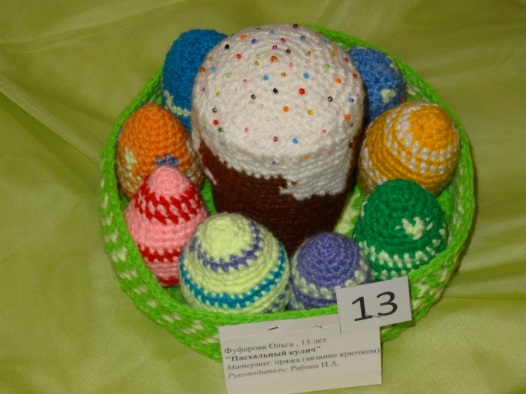 13
Фуфорова Ольга , 13 лет
"Пасхальный кулич"
Материал: пряжа (вязание крючком)
Руководитель: Рябова И.А.